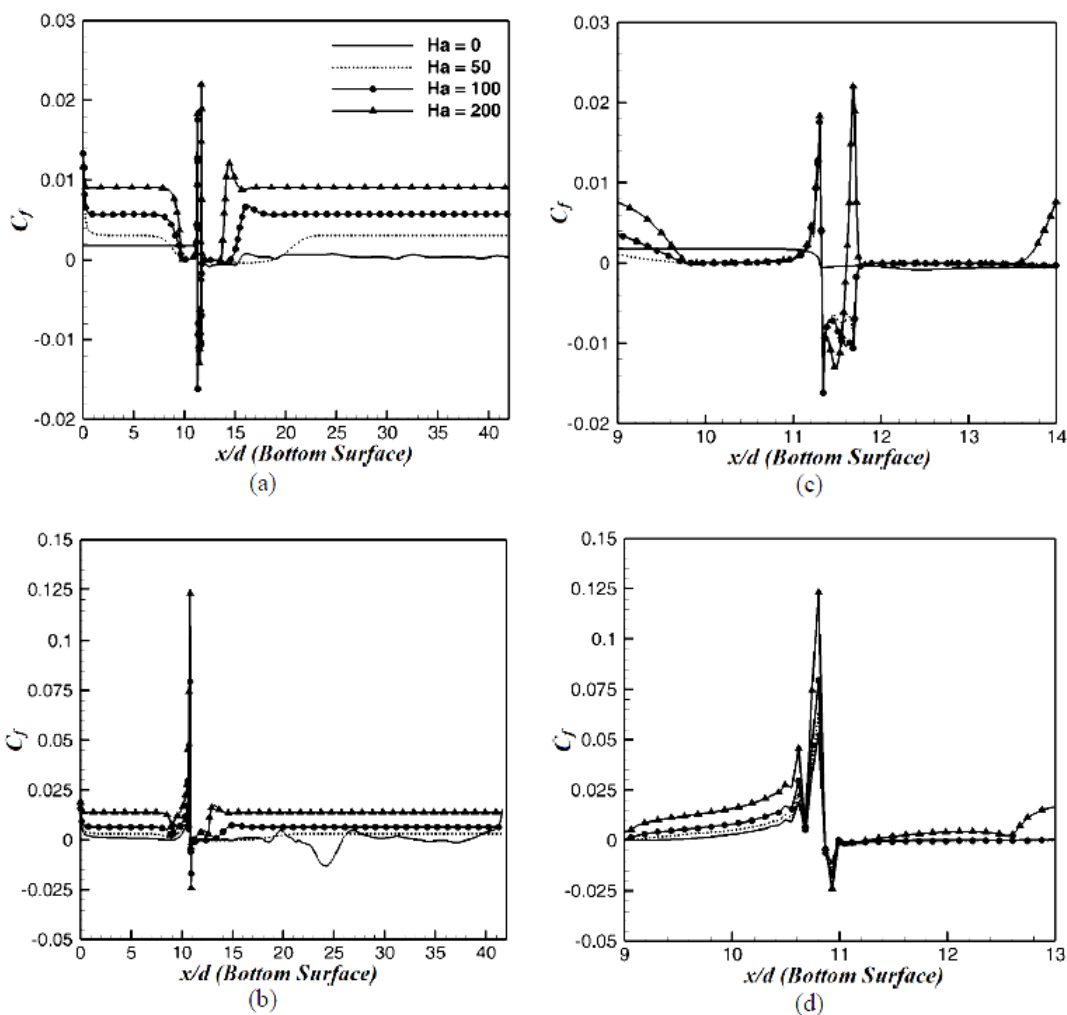 0.03
0.02
0.01
0
-0.01
-0.02
C_f
Ha = 0
Ha = 50
Ha = 100
Ha = 200
0 5 10 15 20 25 30 35 40
x/d (Bottom Surface)
(a)
0.03
0.02
0.01
0
-0.01
-0.02
C_f
9 10 11 12 13 14
x/d (Bottom Surface)
(c)
0.15
0.125
0.1
0.075
0.05
0.025
0
-0.025
-0.05
C_f
0 5 10 15 20 25 30 35 40
x/d (Bottom Surface)
(b)
0.15
0.125
0.1
0.075
0.05
0.025
0
-0.025
-0.05
C_f
9 10 11 12 13
x/d (Bottom Surface)
(d)